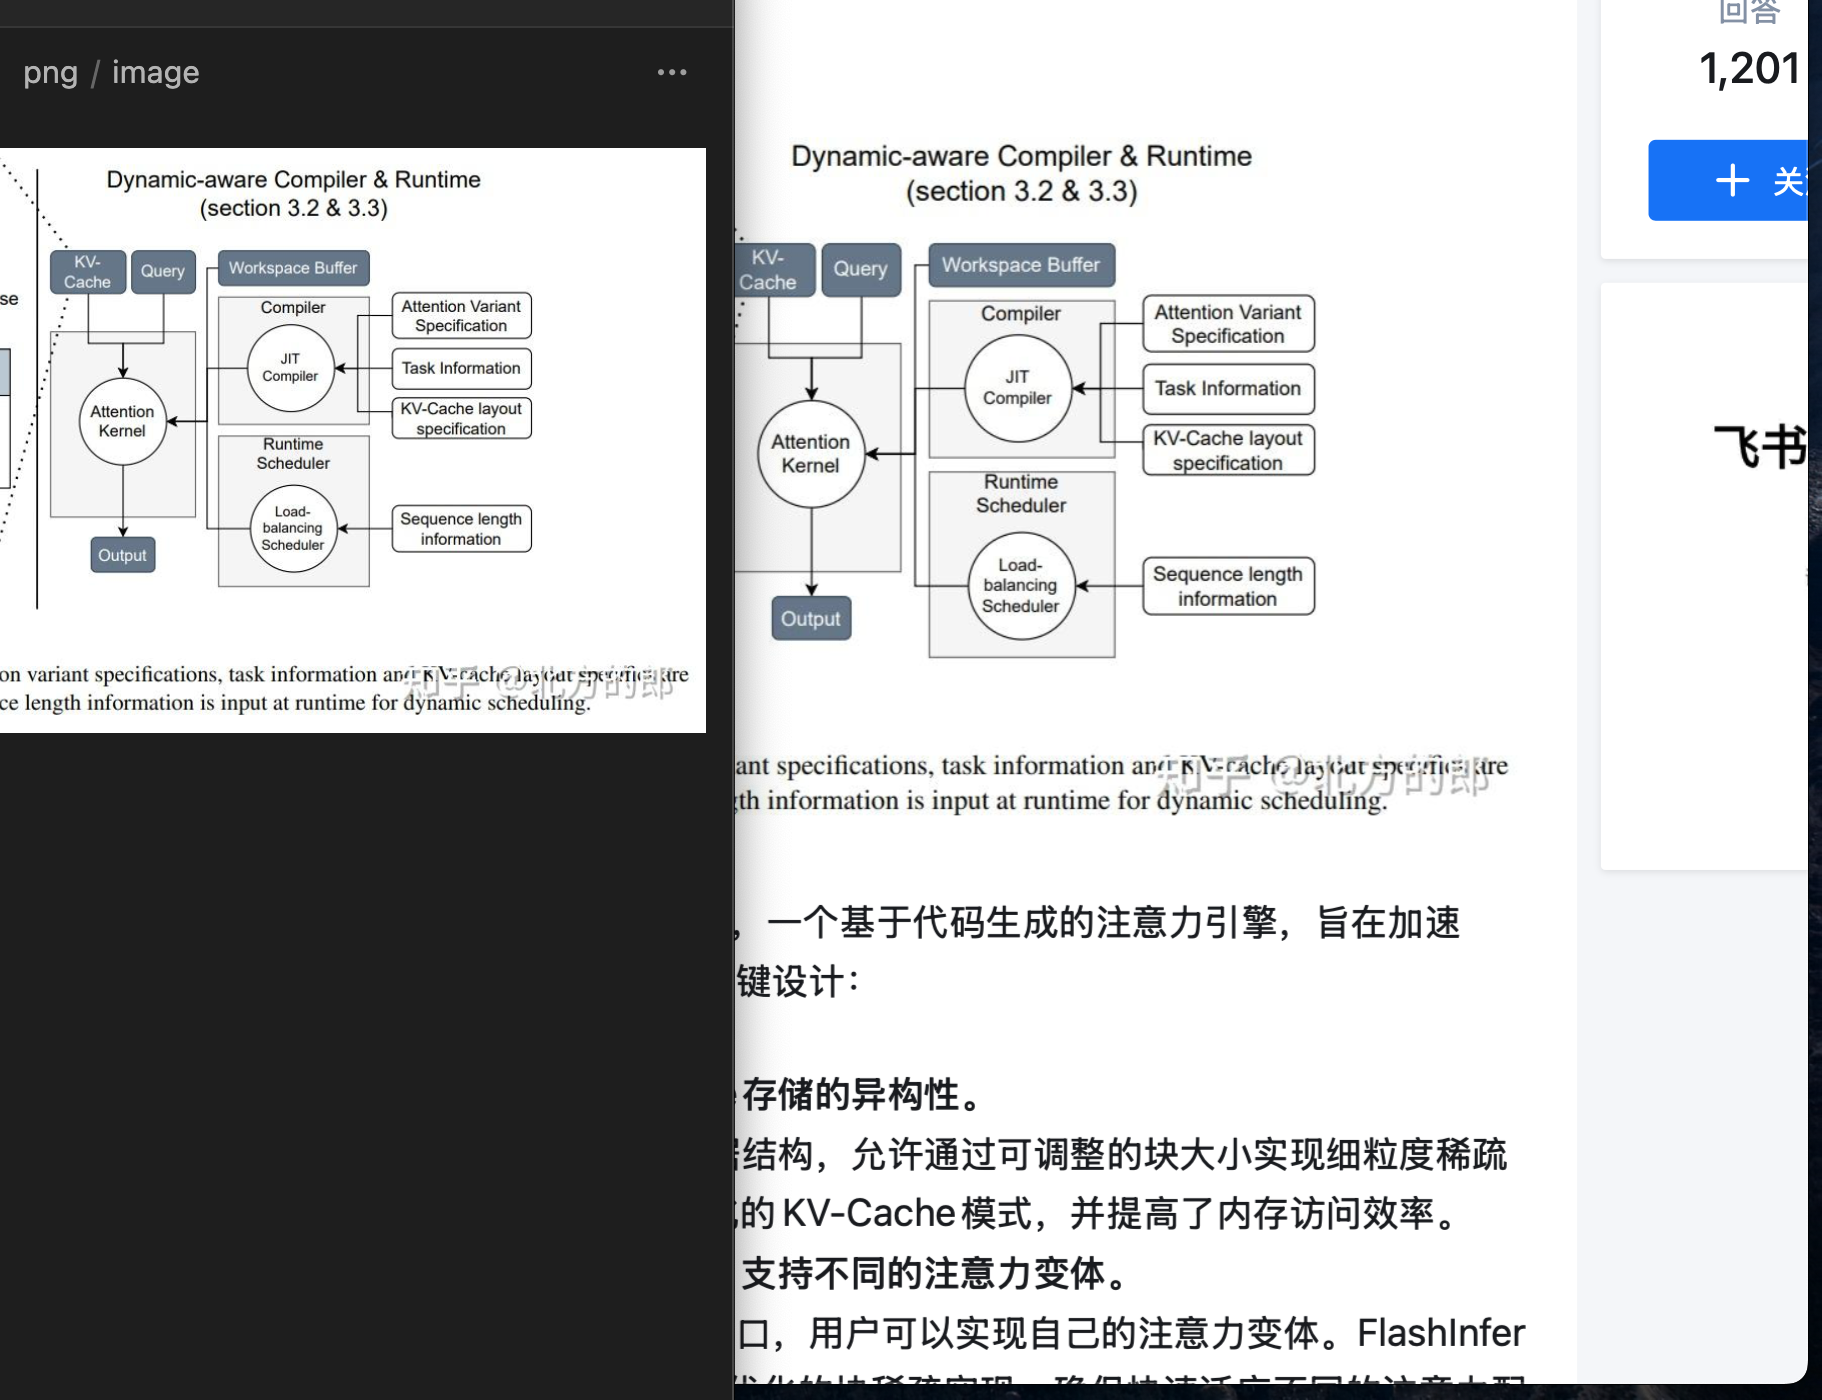 png / image
Dynamic-aware Compiler & Runtime
(section 3.2 & 3.3)
KV-
Cache
Query
Workspace Buffer
se
Compiler
JIT
Compiler
Attention Variant
Specification
Task Information
KV-Cache layout
specification
Attention
Kernel
Runtime
Scheduler
Load-
balancing
Scheduler
Sequence length
information
Output
on variant specifications, task information and KV-cache layout specifics are
ce length information is input at runtime for dynamic scheduling.
知乎 @北方的郎
Dynamic-aware Compiler & Runtime
(section 3.2 & 3.3)
KV-
Cache
Query
Workspace Buffer
Compiler
JIT
Compiler
Attention Variant
Specification
Task Information
KV-Cache layout
specification
Attention
Kernel
Runtime
Scheduler
Load-
balancing
Scheduler
Sequence length
information
Output
ant specifications, task information and KV-cache layout specifics are
th information is input at runtime for dynamic scheduling.
知乎 @北方的郎
，一个基于代码生成的注意力引擎，旨在加速
键设计：
存储的异构性。
结构，允许通过可调整的块大小实现细粒度稀疏
的 KV-Cache 模式，并提高了内存访问效率。
支持不同的注意力变体。
口，用户可以实现自己的注意力变体。FlashInfer
回答
1,201
+ 关
飞书